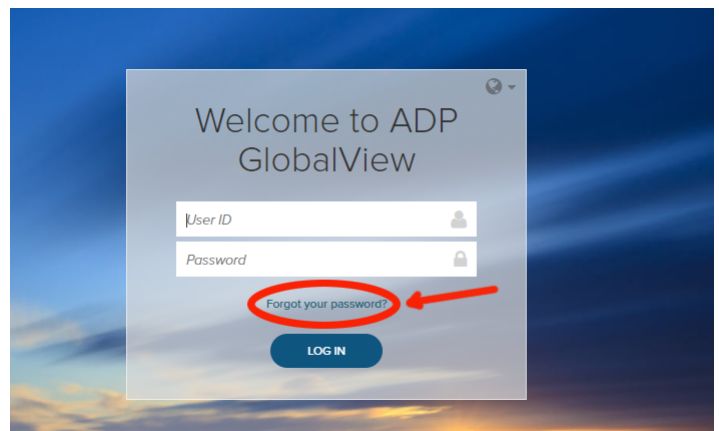 Welcome to ADP
GlobalView
User ID
Password
Forgot your password?
LOG IN